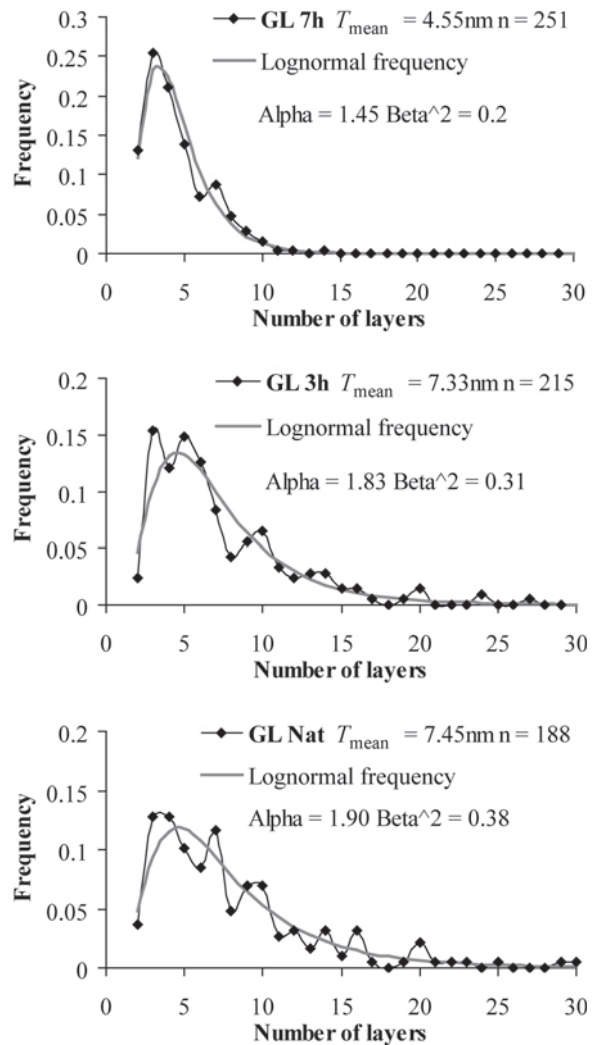 GL 7h Tmean = 4.55nm n = 251
Lognormal frequency
Alpha = 1.45 Beta^2 = 0.2
Frequency
0.3
0.25
0.2
0.15
0.1
0.05
0
0 5 10 15 20 25 30
Number of layers
GL 3h Tmean = 7.33nm n = 215
Lognormal frequency
Alpha = 1.83 Beta^2 = 0.31
Frequency
0.2
0.15
0.1
0.05
0
0 5 10 15 20 25 30
Number of layers
GL Nat Tmean = 7.45nm n = 188
Lognormal frequency
Alpha = 1.90 Beta^2 = 0.38
Frequency
0.2
0.15
0.1
0.05
0
0 5 10 15 20 25 30
Number of layers